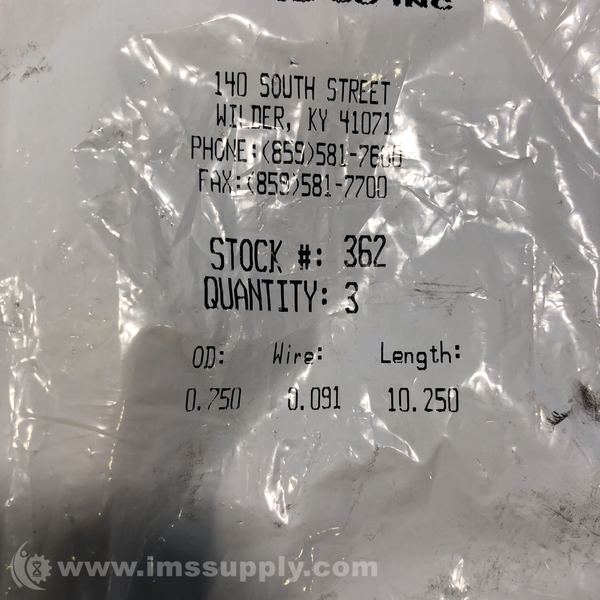 INC
140 SOUTH STREET
WILDER, KY 41071
PHONE:(859)581-7600
FAX:(859)581-7700
STOCK #: 362
QUANTITY: 3
OD: Wire: Length:
0.750 0.091 10.250
www.imssupply.com